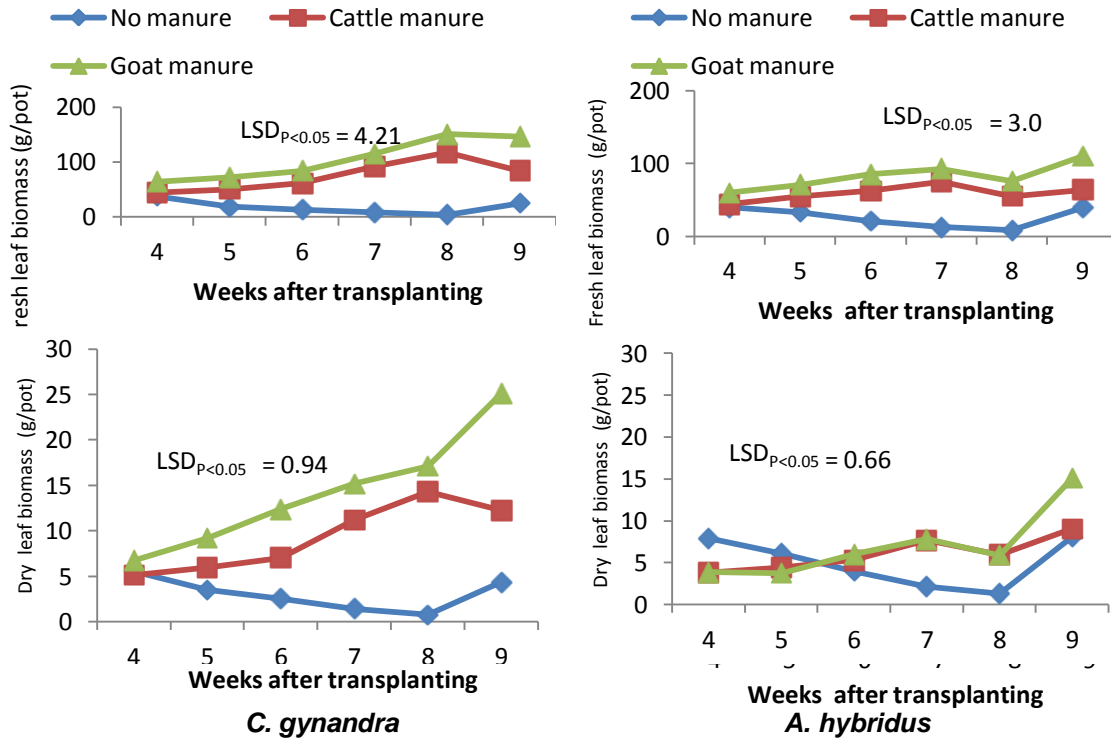 No manure Cattle manure
Goat manure
200
100
0
LSD P<0.05 = 4.21
4 5 6 7 8 9
Weeks after transplanting
resh leaf biomass (g/pot)
No manure Cattle manure
Goat manure
200
100
0
LSD P<0.05 = 3.0
4 5 6 7 8 9
Weeks after transplanting
Fresh leaf biomass (g/pot)
30
25
20
15
10
5
0
LSD P<0.05 = 0.94
4 5 6 7 8 9
Weeks after transplanting
Dry leaf biomass (g/pot)
C. gynandra
30
25
20
15
10
5
0
LSD P<0.05 = 0.66
4 5 6 7 8 9
Weeks after transplanting
Dry leaf biomass (g/pot)
A. hybridus